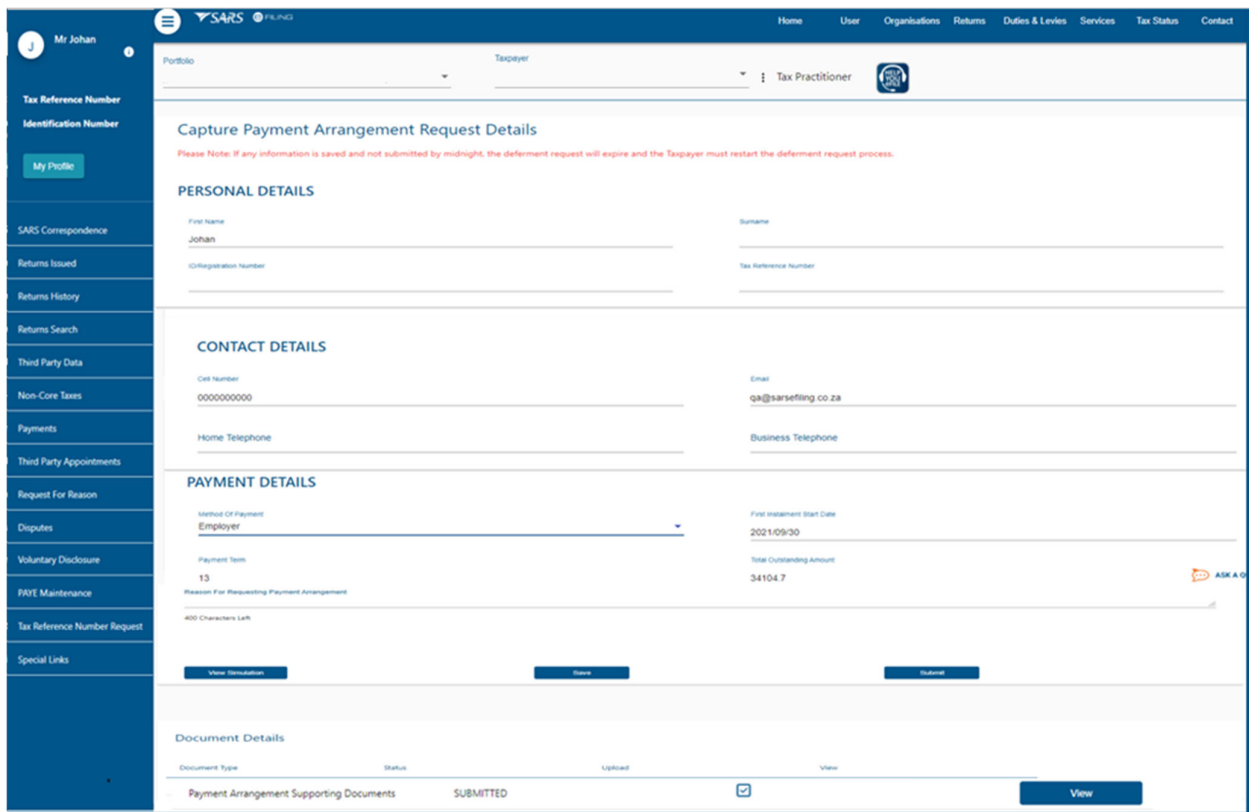 SARS eFILING
Home User Organisations Returns Duties & Levies Services Tax Status Contact
J
Mr Johan
Tax Reference Number
Identification Number
My Profile
SARS Correspondence
Returns Issued
Returns History
Returns Search
Third Party Data
Non-Core Taxes
Payments
Third Party Appointments
Request For Reason
Disputes
Voluntary Disclosure
PAYE Maintenance
Tax Reference Number Request
Special Links
Portfolio
Taxpayer
Tax Practitioner
HELP YOU eFILE
Capture Payment Arrangement Request Details
Please Note: If any information is saved and not submitted by midnight, the deferment request will expire and the Taxpayer must restart the deferment request process.
PERSONAL DETAILS
First Name Surname
Johan
ID/Registration Number Tax Reference Number
CONTACT DETAILS
Cell Number Email
0000000000 qa@sarsefiling.co.za
Home Telephone Business Telephone
PAYMENT DETAILS
Method Of Payment First Instalment Start Date
Employer 2021/09/30
Payment Term Total Outstanding Amount
13 34104.7
ASK A Q
Reason For Requesting Payment Arrangement
400 Characters Left
View Simulation Save Submit
Document Details
Document Type Status Upload View
Payment Arrangement Supporting Documents SUBMITTED View